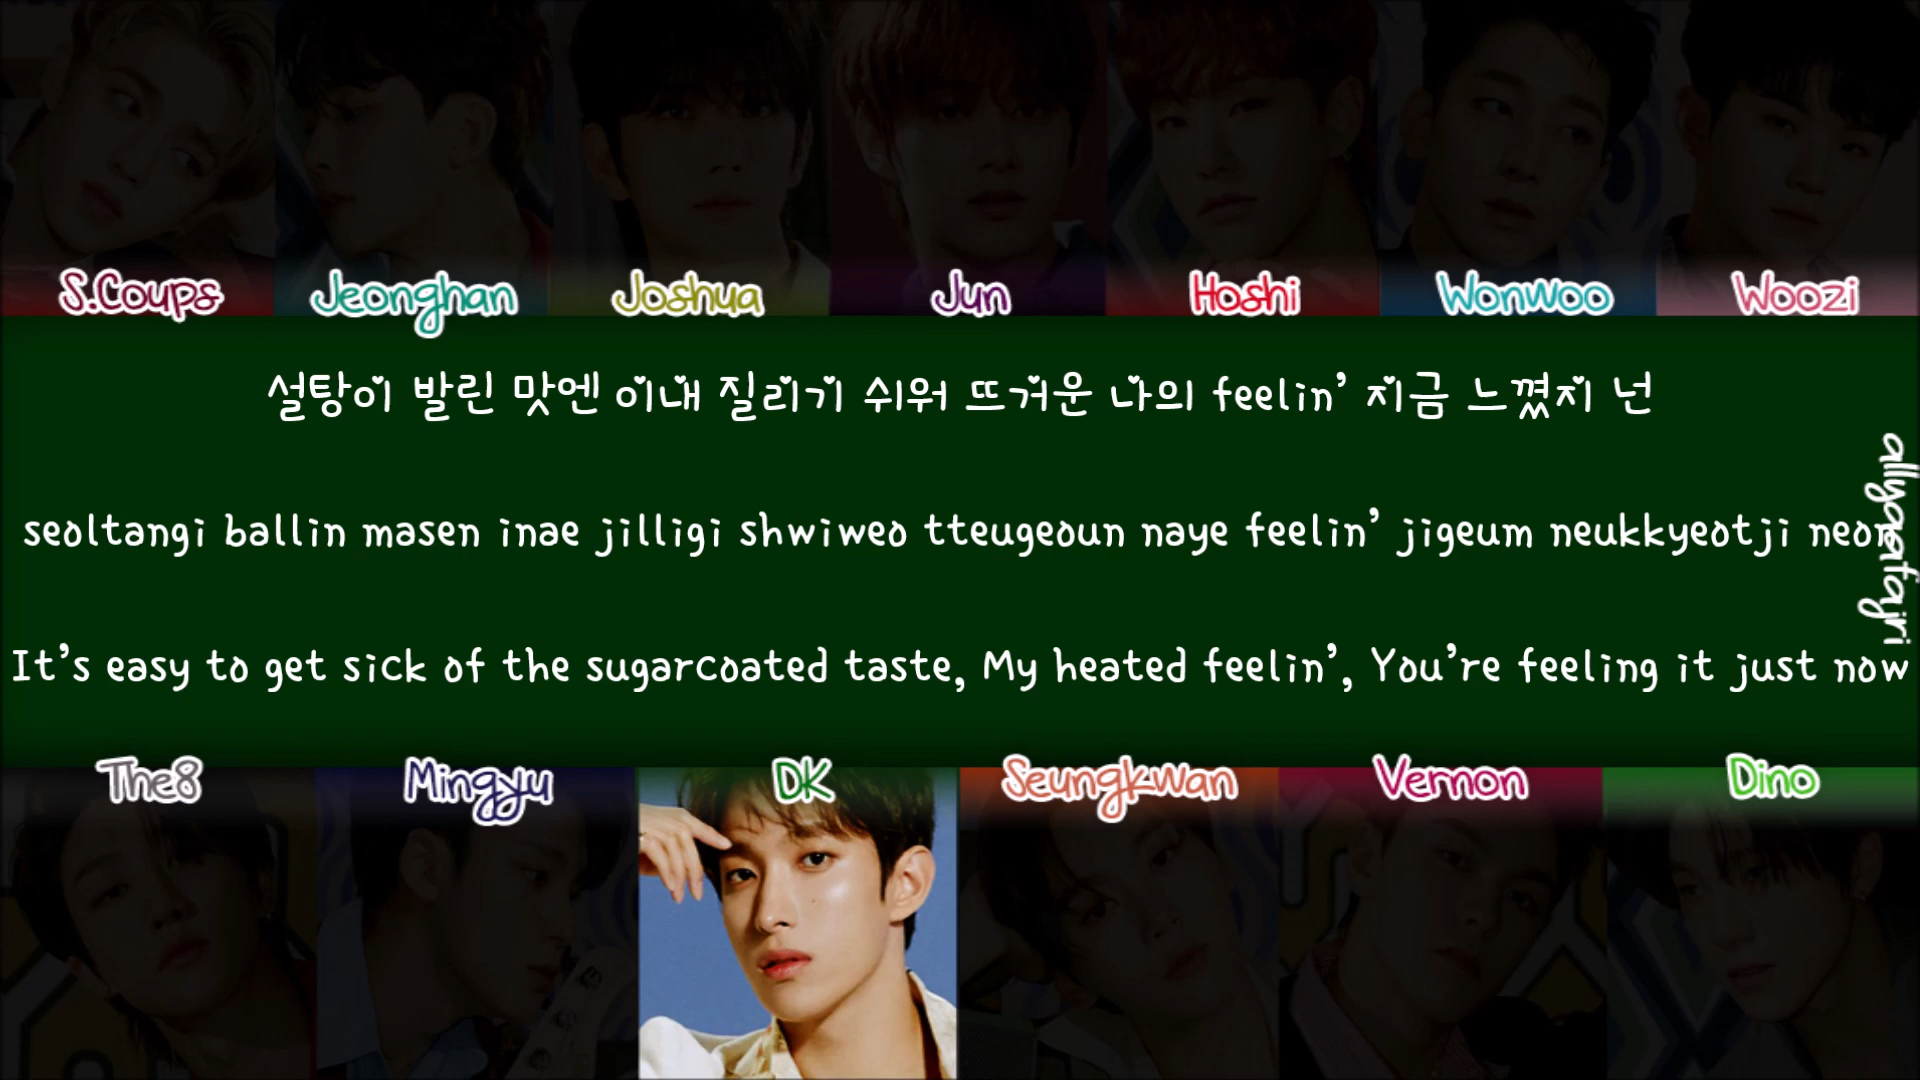 S.Coups Jeonghan Joshua Jun Hoshi Wonwoo Woozi
설탕이 발린 맛엔 이내 질리기 쉬워 뜨거운 나의 feelin’ 지금 느꼈지 넌
seoltangi ballin masen inae jilligi shwiweo tteugeoun naye feelin’ jigeum neukkyeotji neon
It’s easy to get sick of the sugarcoated taste, My heated feelin’, You’re feeling it just now
allyaafajri
The8 Mingyu DK Seungkwan Vernon Dino